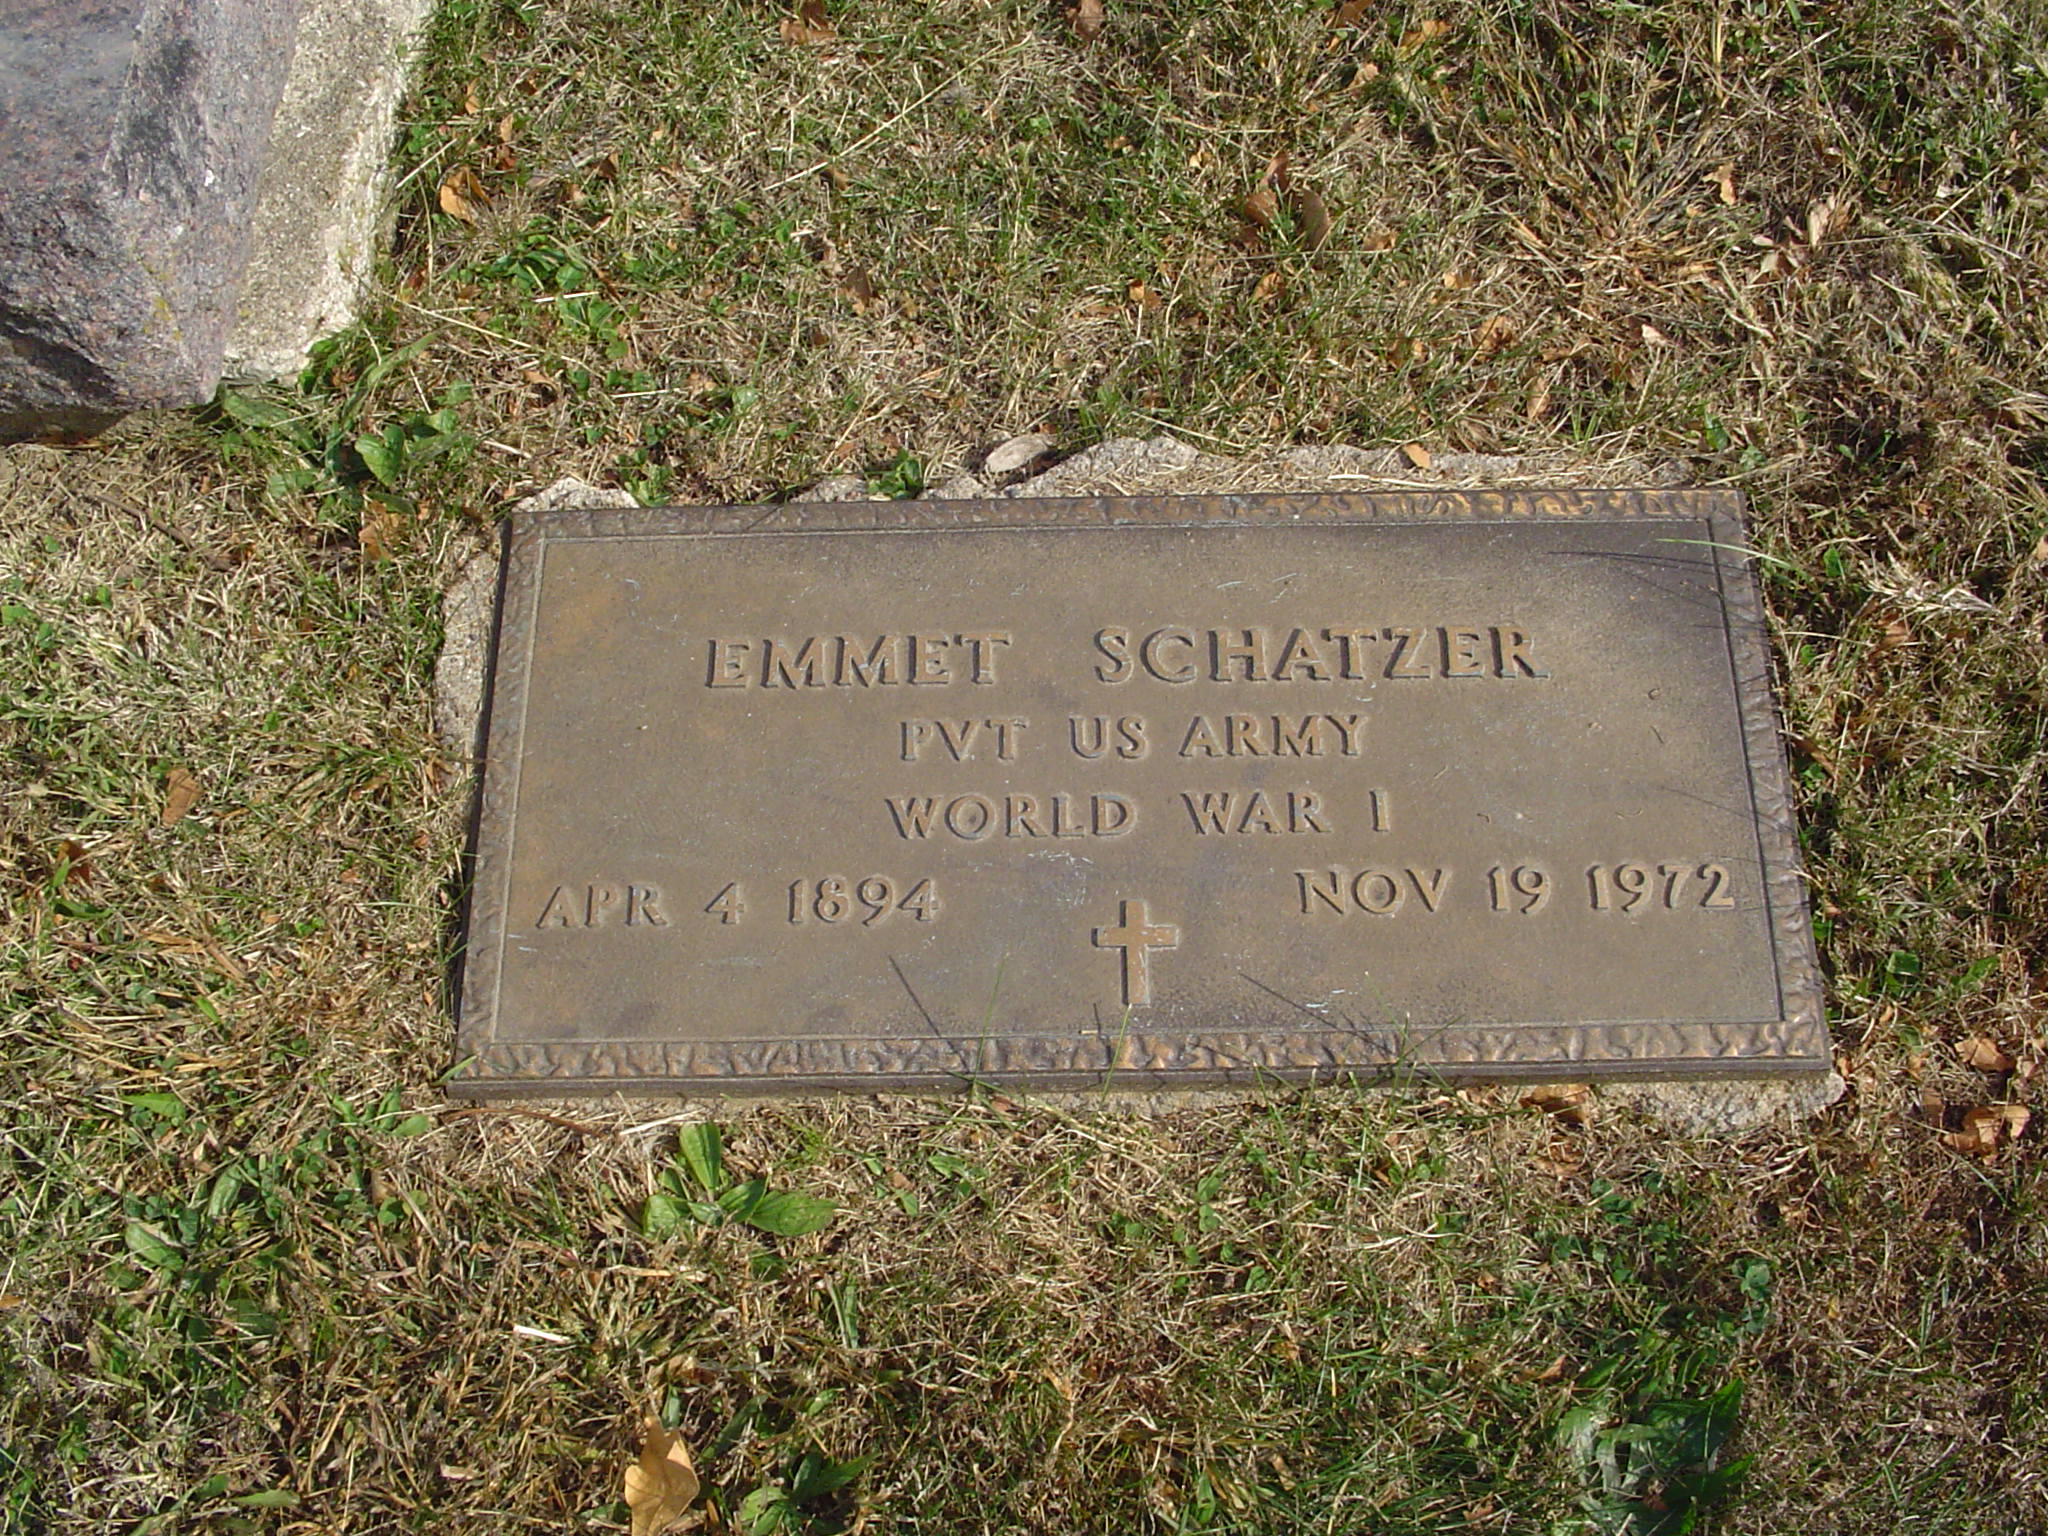 EMMET SCHATZER
PVT US ARMY
WORLD WAR I
APR 4 1894 NOV 19 1972